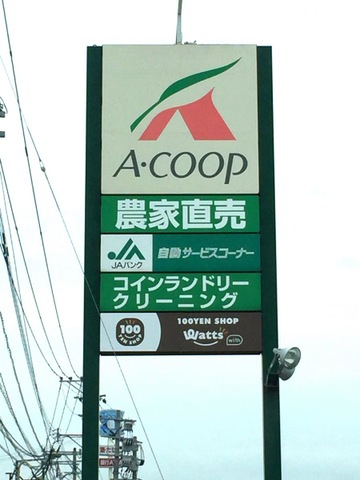 A·COOP
農家直売
JAバンク
自動サービスコーナー
コインランドリー
クリーニング
100
YEN SHOP
100YEN SHOP
Watts
with